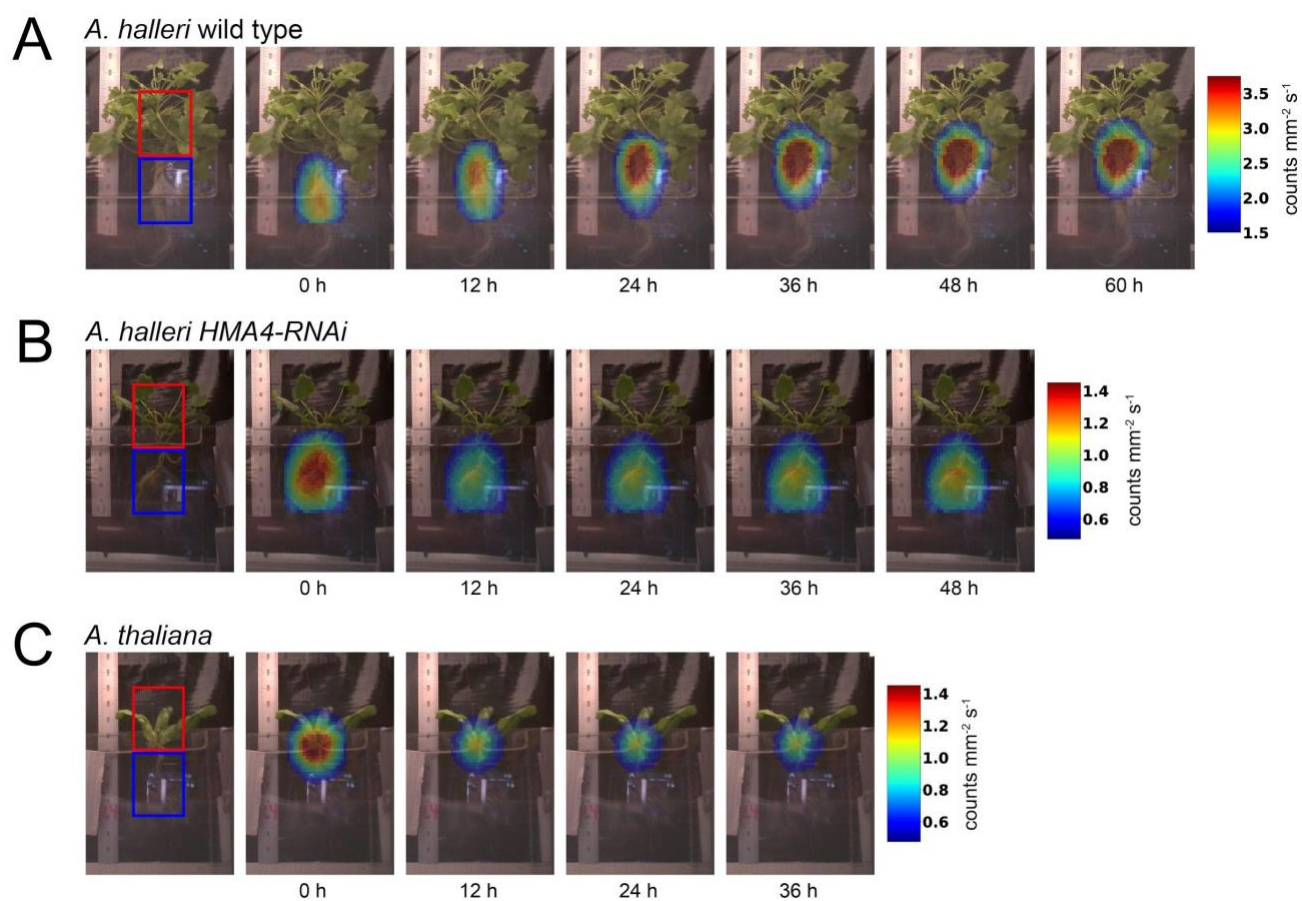 A
A. halleri wild type
0 h
12 h
24 h
36 h
48 h
60 h
3.5
3.0
2.5
2.0
1.5
counts mm⁻² s⁻¹
B
A. halleri HMA4-RNAi
0 h
12 h
24 h
36 h
48 h
1.4
1.2
1.0
0.8
0.6
counts mm⁻² s⁻¹
C
A. thaliana
0 h
12 h
24 h
36 h
1.4
1.2
1.0
0.8
0.6
counts mm⁻² s⁻¹